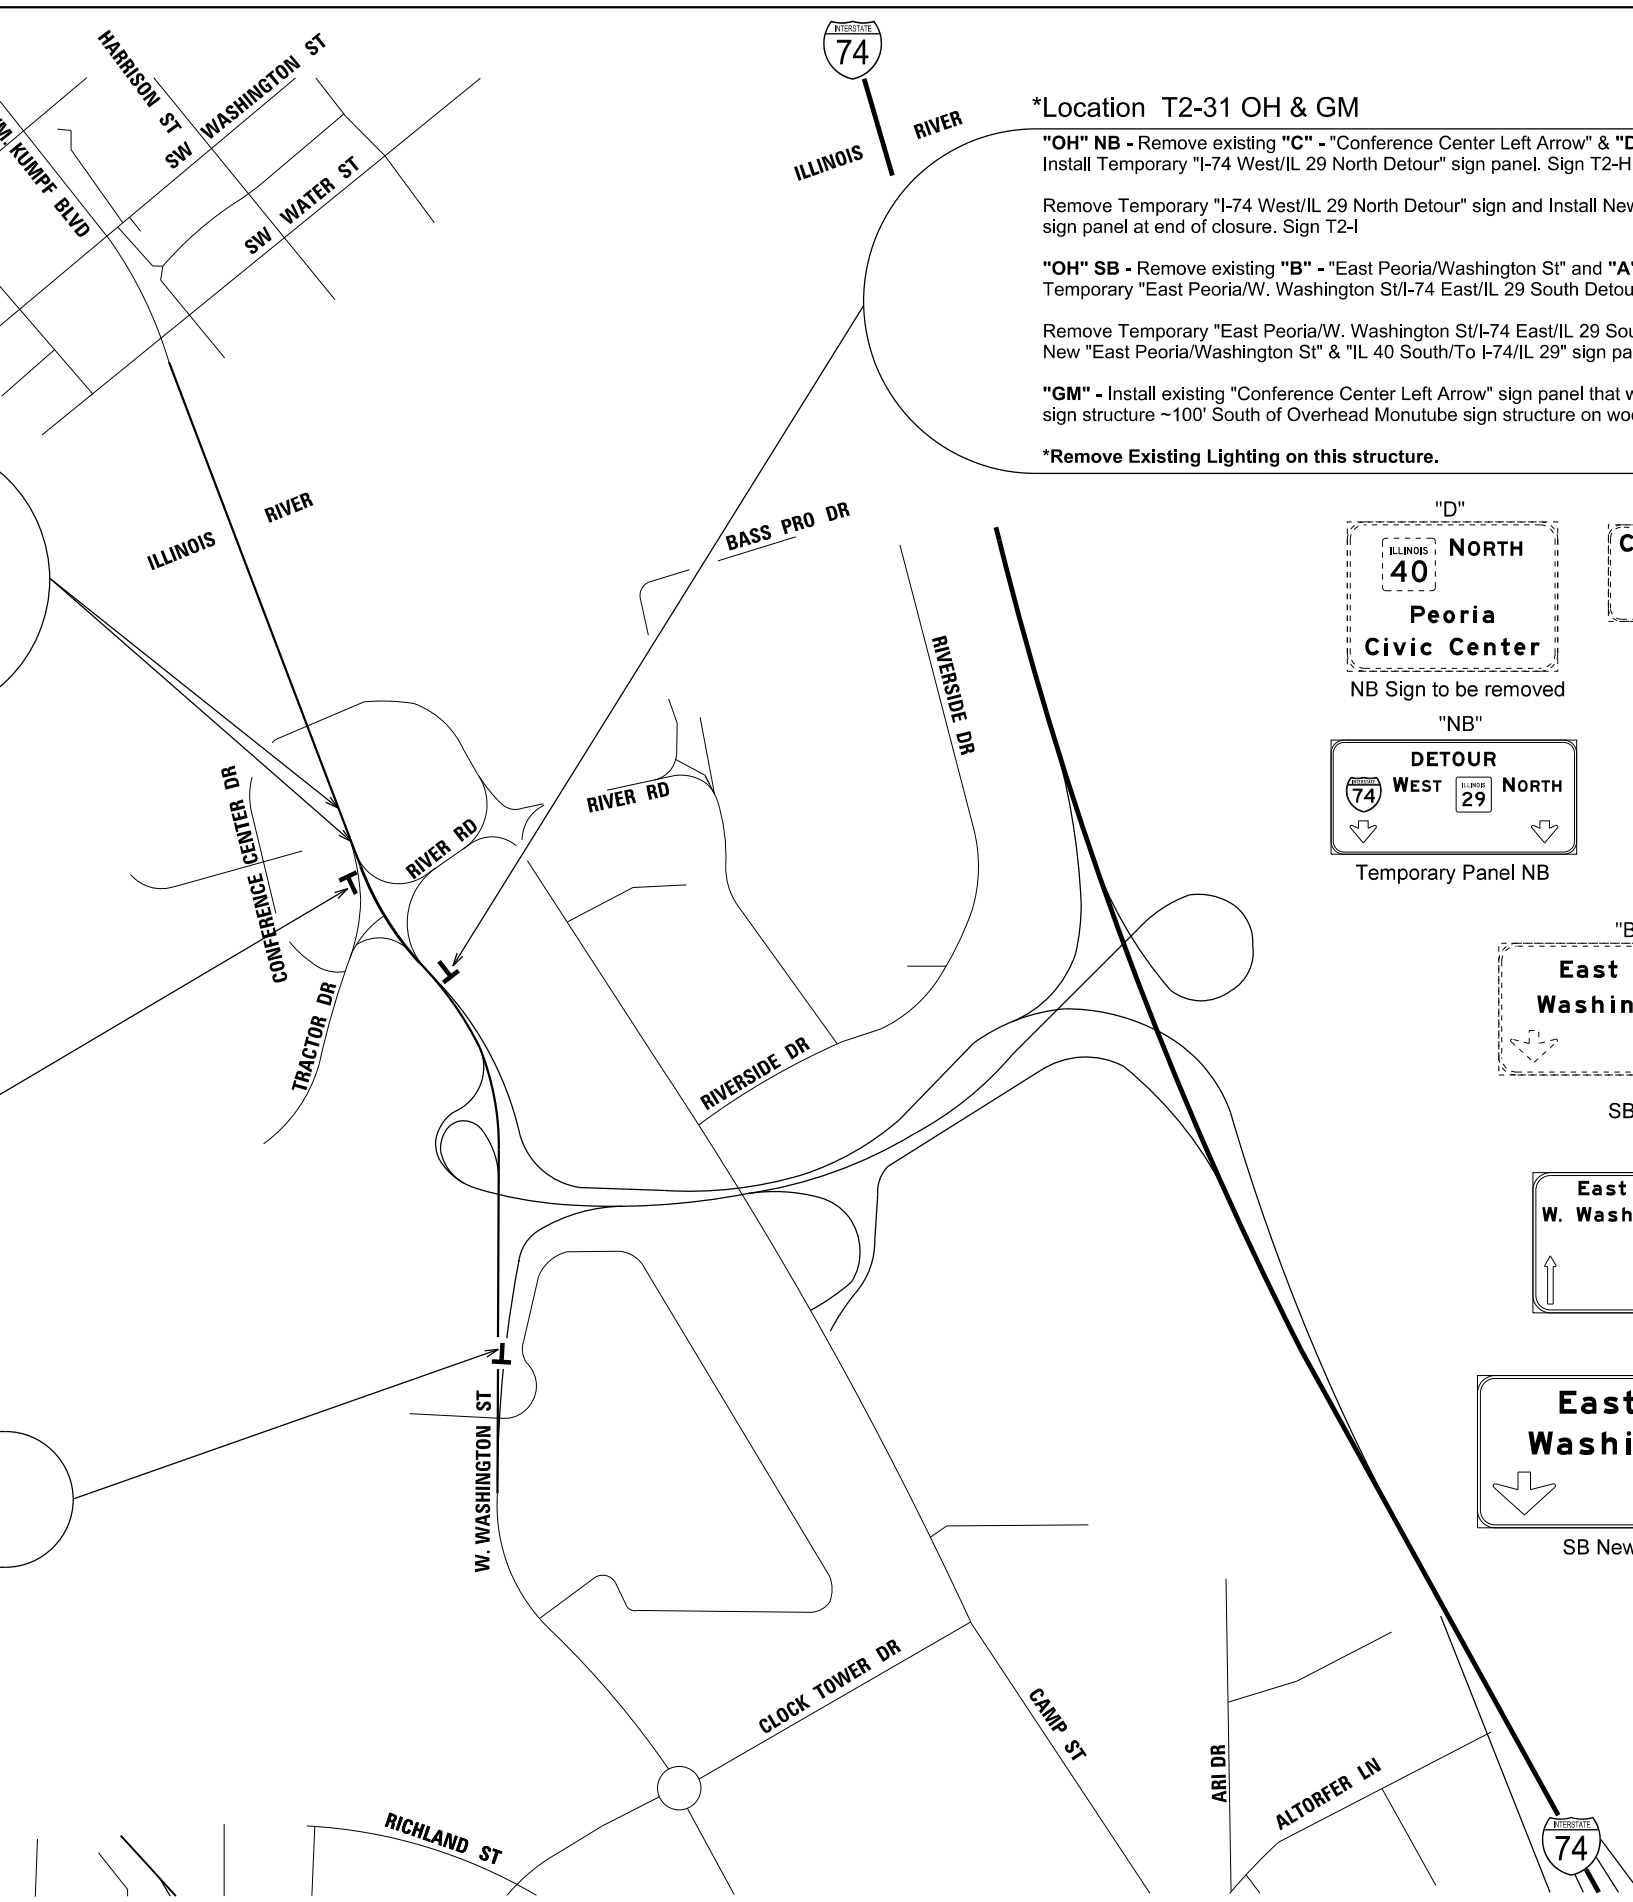 HARRISON ST
SW WASHINGTON ST
KUMPF BLVD
SW WATER ST
INTERSTATE
74
ILLINOIS RIVER
*Location T2-31 OH & GM
"OH" NB - Remove existing "C" - "Conference Center Left Arrow" & "D
Install Temporary "I-74 West/IL 29 North Detour" sign panel. Sign T2-H
Remove Temporary "I-74 West/IL 29 North Detour" sign and Install New
sign panel at end of closure. Sign T2-I
"OH" SB - Remove existing "B" - "East Peoria/Washington St" and "A"
Temporary "East Peoria/W. Washington St/I-74 East/IL 29 South Detou
Remove Temporary "East Peoria/W. Washington St/I-74 East/IL 29 Sou
New "East Peoria/Washington St" & "IL 40 South/To I-74/IL 29" sign pa
"GM" - Install existing "Conference Center Left Arrow" sign panel that w
sign structure ~100' South of Overhead Monutube sign structure on woo
*Remove Existing Lighting on this structure.
ILLINOIS RIVER
BASS PRO DR
RIVERSIDE DR
"D"
ILLINOIS
40 NORTH
Peoria
Civic Center
NB Sign to be removed
C
"NB"
DETOUR
INTERSTATE
74 WEST ILLINOIS 29 NORTH
Temporary Panel NB
CONFERENCE CENTER DR
RIVER RD
RIVER RD
TRACTOR DR
RIVERSIDE DR
"B
East
Washin
SB
East
W. Wash
East
Washi
SB New
W. WASHINGTON ST
CLOCK TOWER DR
CAMP ST
ARI DR
ALTORFER LN
RICHLAND ST
INTERSTATE
74